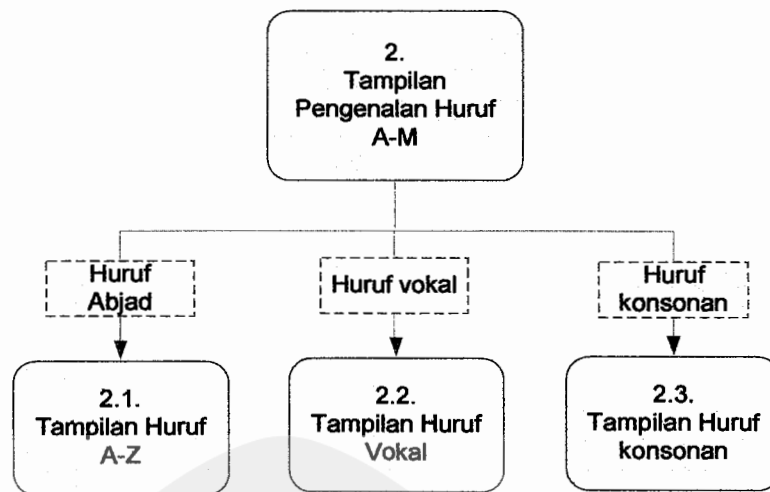 2.
Tampilan
Pengenalan Huruf
A-M
Huruf
Abjad
Huruf vokal
Huruf
konsonan
2.1.
Tampilan Huruf
A-Z
2.2.
Tampilan Huruf
Vokal
2.3.
Tampilan Huruf
konsonan